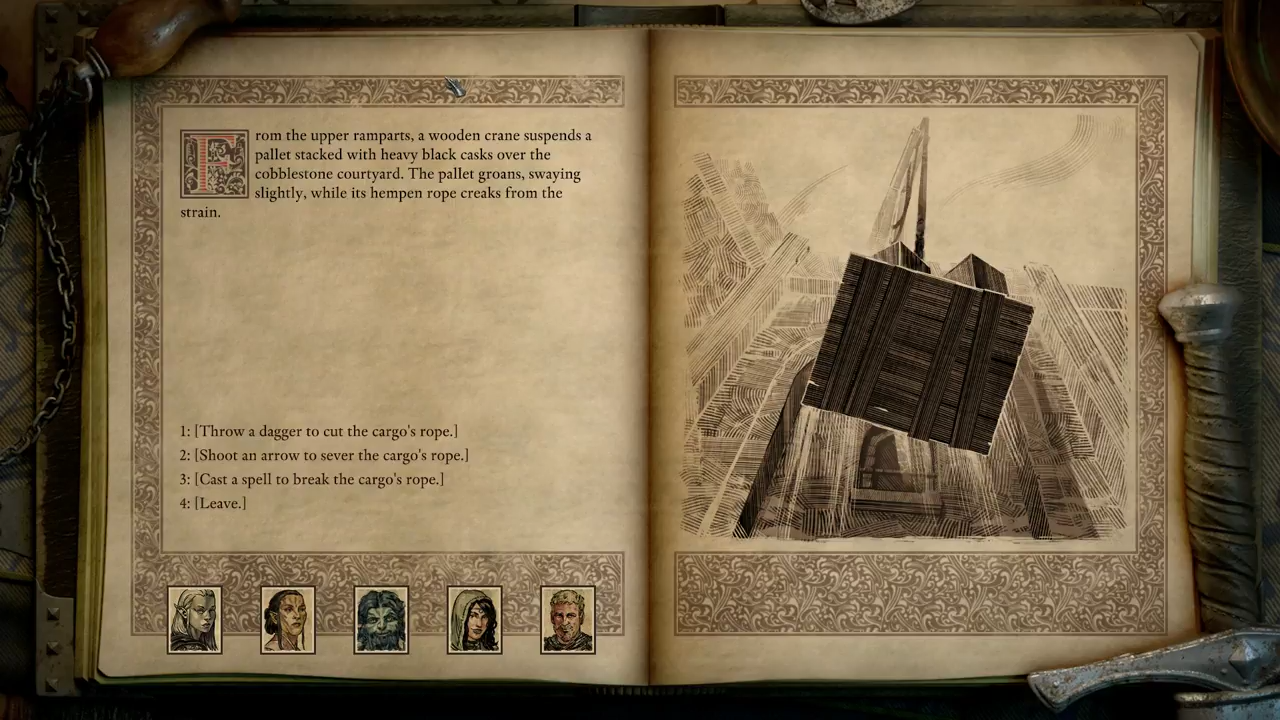 From the upper ramparts, a wooden crane suspends a
pallet stacked with heavy black casks over the
cobblestone courtyard. The pallet groans, swaying
slightly, while its hempen rope creaks from the
strain.
1: [Throw a dagger to cut the cargo's rope.]
2: [Shoot an arrow to sever the cargo's rope.]
3: [Cast a spell to break the cargo's rope.]
4: [Leave.]